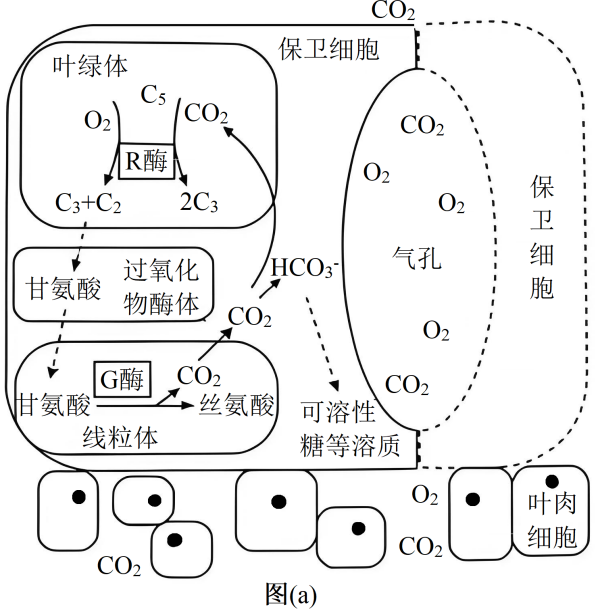 CO₂
保卫细胞
叶绿体
C₅
O₂
CO₂
R酶
C₃+C₂
2C₃
CO₂
O₂
O₂
气孔
O₂
CO₂
保卫细胞
HCO₃⁻
甘氨酸
过氧化
物酶体
CO₂
G酶
CO₂
甘氨酸
丝氨酸
线粒体
可溶性
糖等溶质
O₂
CO₂
叶肉
细胞
CO₂
图(a)